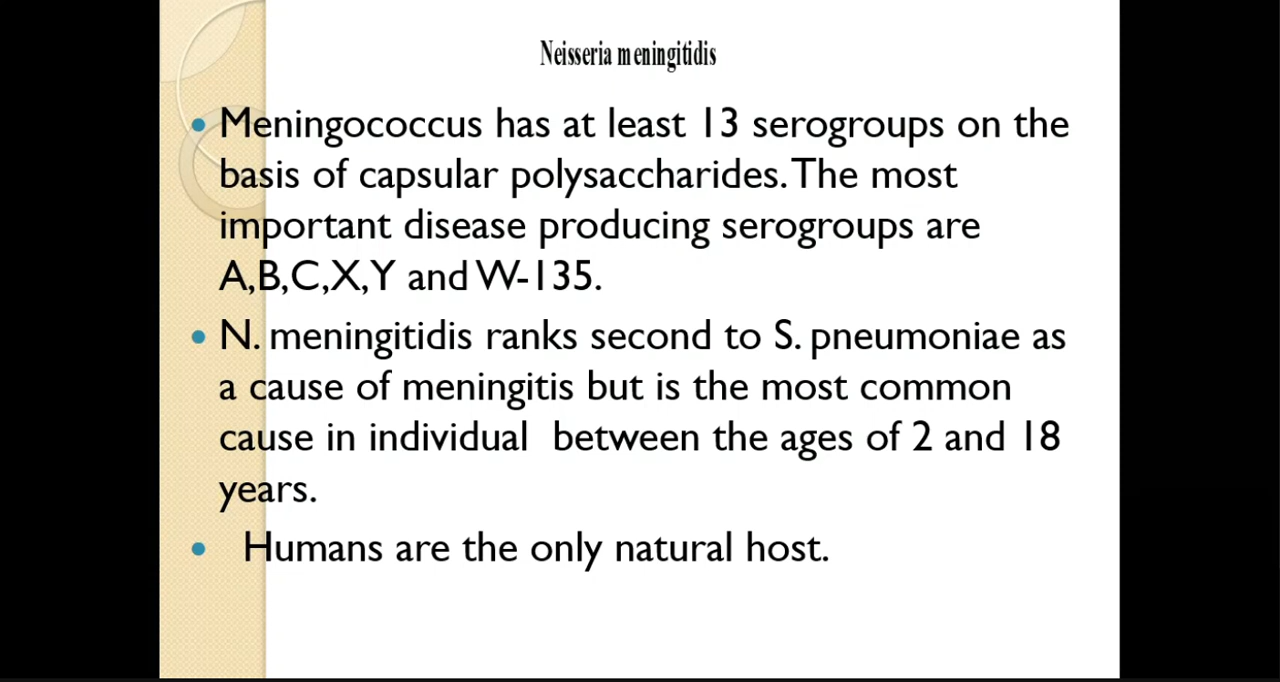 Neisseria meningitidis
• Meningococcus has at least 13 serogroups on the
basis of capsular polysaccharides. The most
important disease producing serogroups are
A,B,C,X,Y and W-135.
• N. meningitidis ranks second to S. pneumoniae as
a cause of meningitis but is the most common
cause in individual  between the ages of 2 and 18
years.
•  Humans are the only natural host.